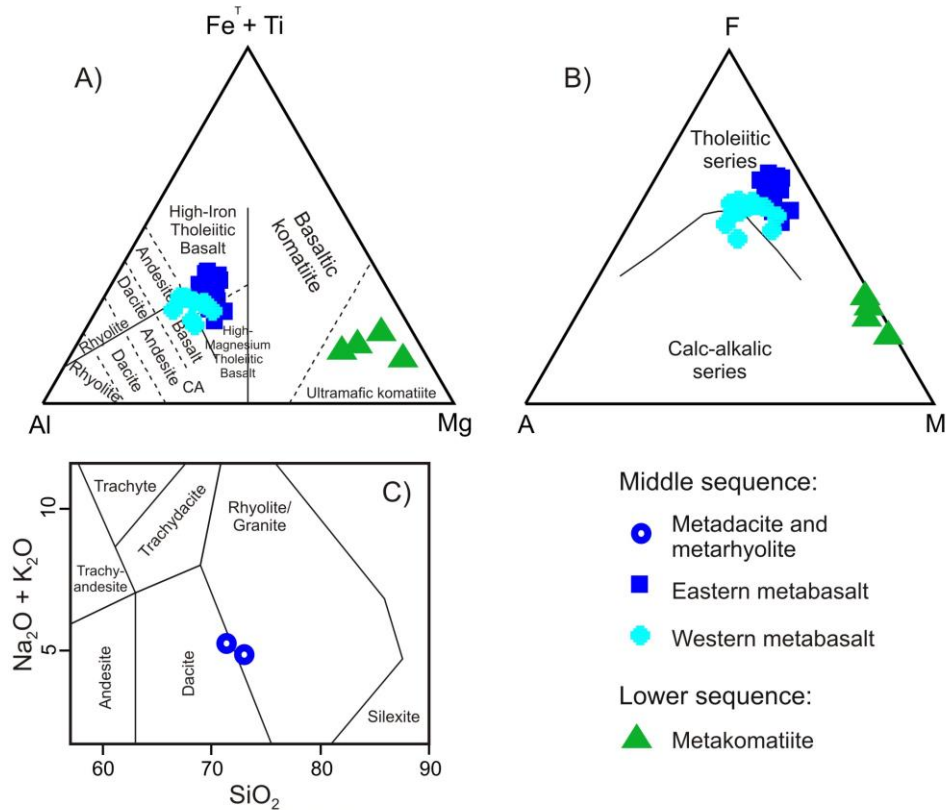 Feᵀ + Ti
A)
High-Iron
Tholeiitic
Basalt
Basaltic
komatiite
Andesite
Dacite
Rhyolite
Basalt
Andesite
Dacite
Rhyolite
CA
High-
Magnesium
Tholeiitic
Basalt
Ultramafic komatiite
Al
Mg
F
B)
Tholeiitic
series
Calc-alkalic
series
A
M
C)
Trachyte
Trachydacite
Rhyolite/
Granite
Trachy-
andesite
Andesite
Dacite
Silexite
Na₂O + K₂O
10
5
60
70
80
90
SiO₂
Middle sequence:
Metadacite and
metarhyolite
Eastern metabasalt
Western metabasalt
Lower sequence:
Metakomatiite